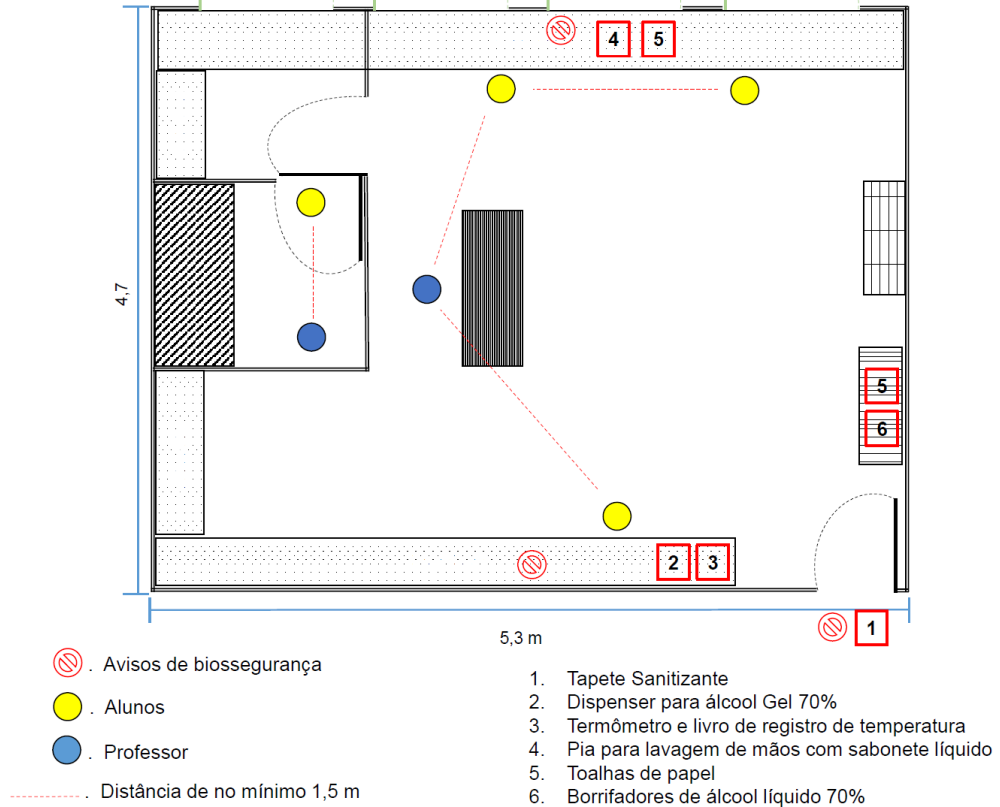 4
5
4,7
5
6
2
3
1
5,3 m
. Avisos de biossegurança
. Alunos
. Professor
. Distância de no mínimo 1,5 m
1. Tapete Sanitizante
2. Dispenser para álcool Gel 70%
3. Termômetro e livro de registro de temperatura
4. Pia para lavagem de mãos com sabonete líquido
5. Toalhas de papel
6. Borrifadores de álcool líquido 70%